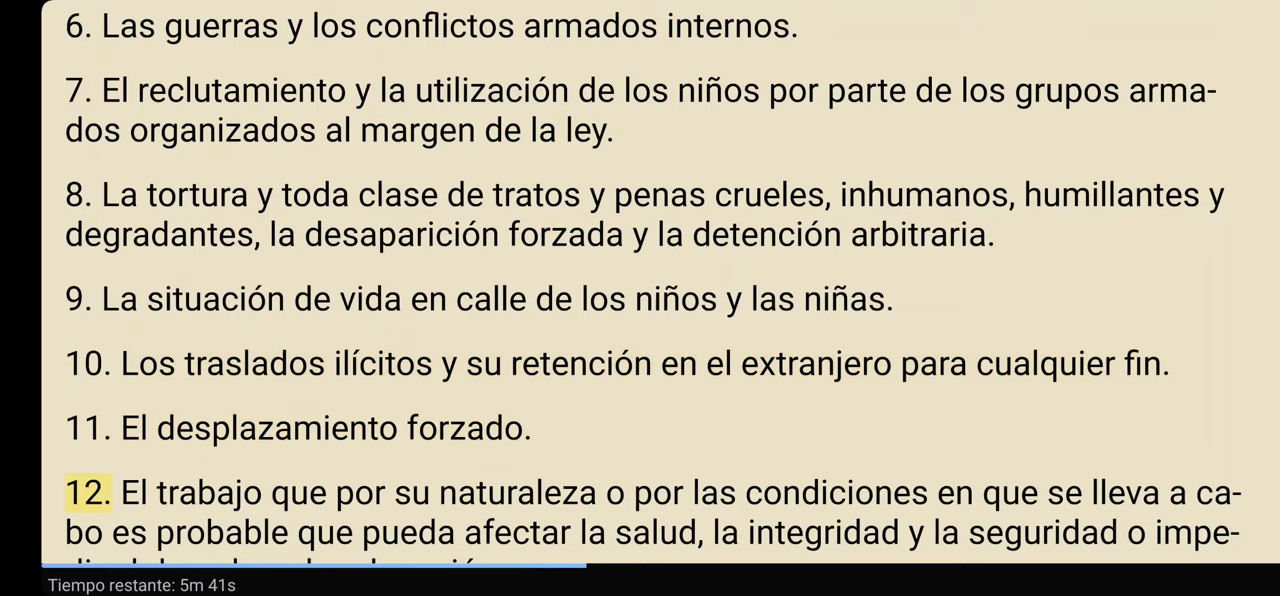 6. Las guerras y los conflictos armados internos.
7. El reclutamiento y la utilización de los niños por parte de los grupos arma-
dos organizados al margen de la ley.
8. La tortura y toda clase de tratos y penas crueles, inhumanos, humillantes y
degradantes, la desaparición forzada y la detención arbitraria.
9. La situación de vida en calle de los niños y las niñas.
10. Los traslados ilícitos y su retención en el extranjero para cualquier fin.
11. El desplazamiento forzado.
12. El trabajo que por su naturaleza o por las condiciones en que se lleva a ca-
bo es probable que pueda afectar la salud, la integridad y la seguridad o impe-
Tiempo restante: 5m 41s